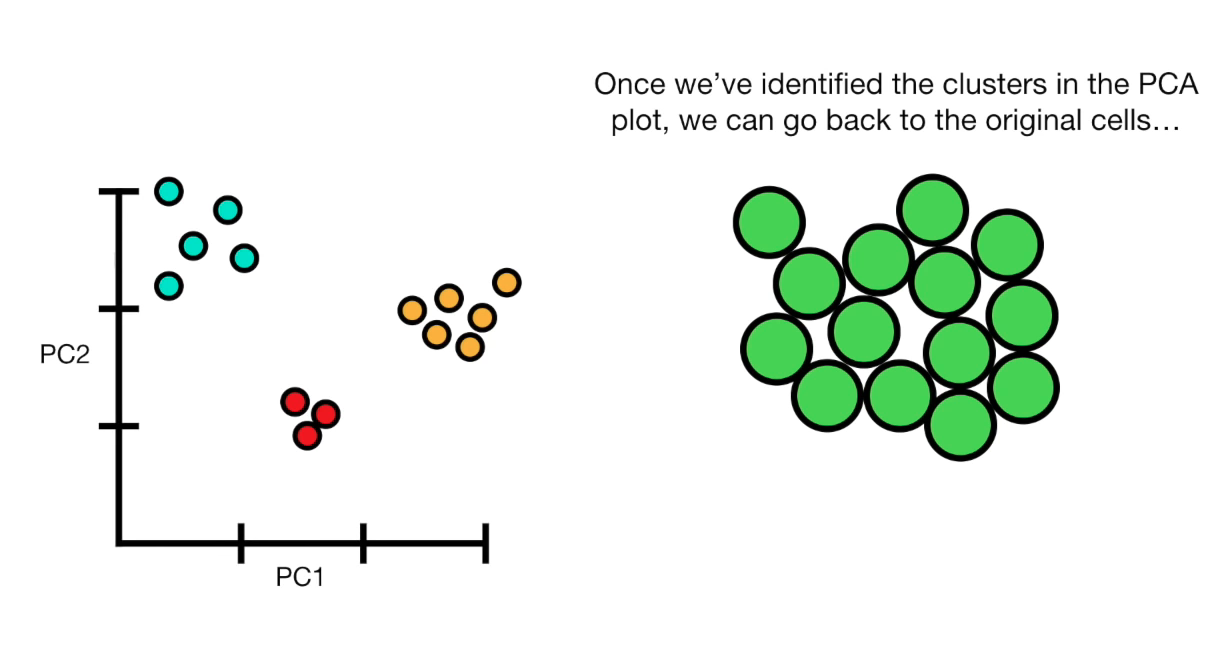 Once we’ve identified the clusters in the PCA
plot, we can go back to the original cells…
PC2
PC1